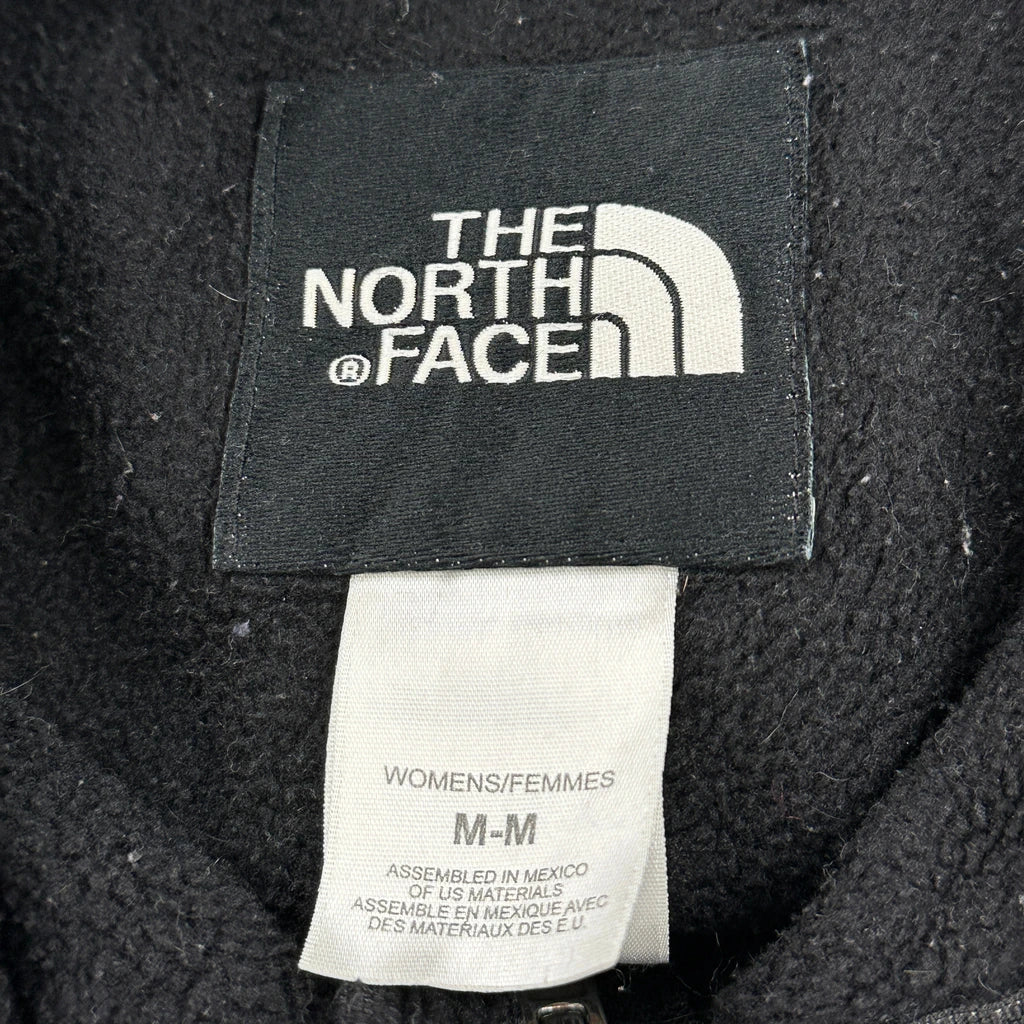 THE
NORTH
®FACE
WOMENS/FEMMES
M-M
ASSEMBLED IN MEXICO
OF US MATERIALS
ASSEMBLE EN MEXIQUE AVEC
DES MATERIAUX DES E.U.